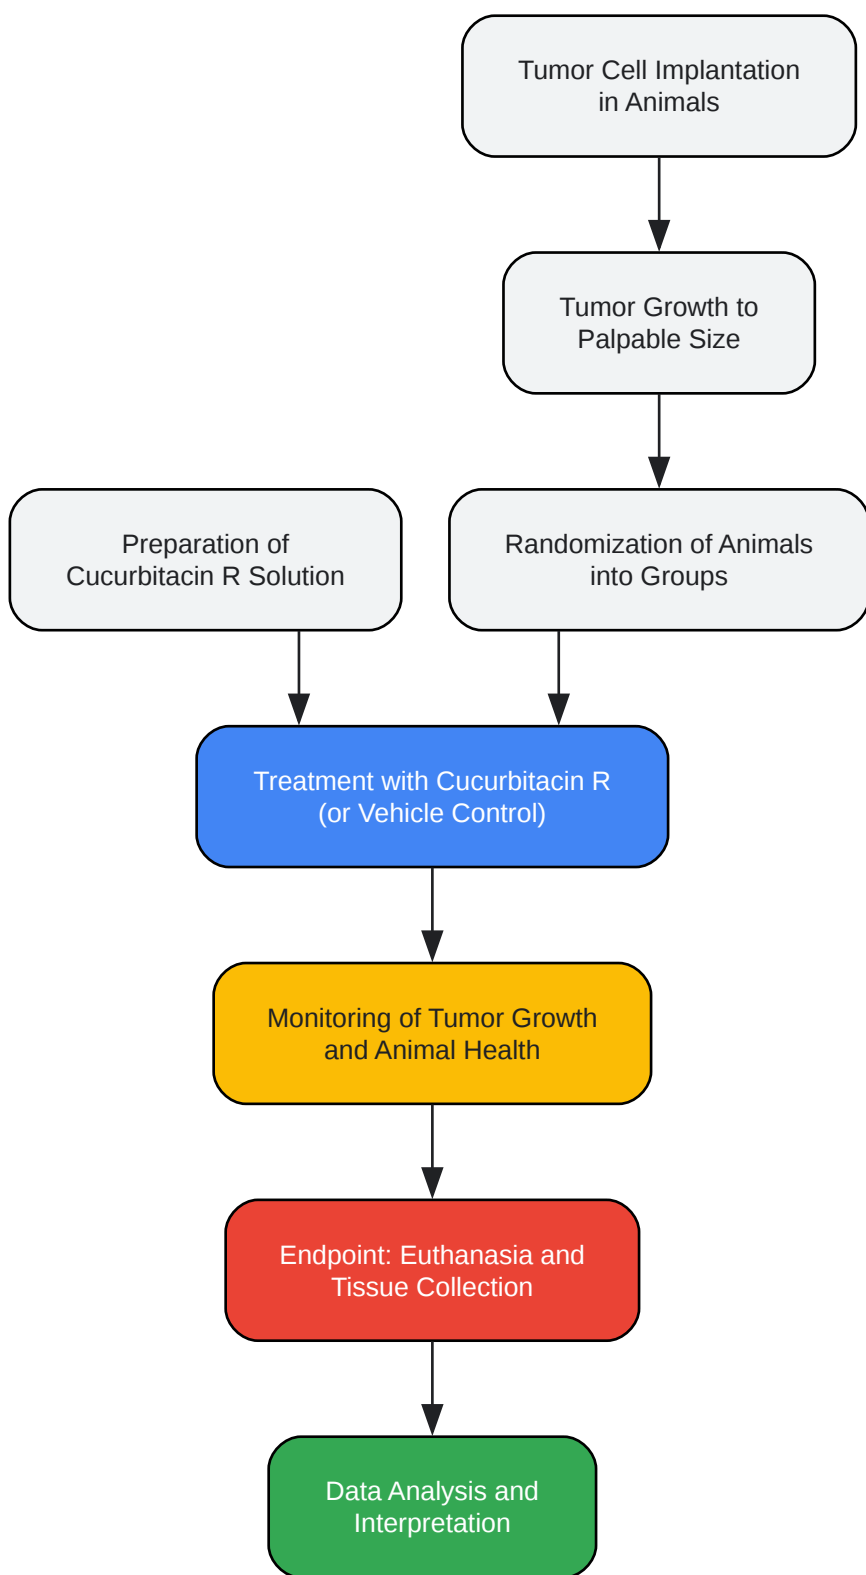 Tumor Cell Implantation
in Animals
Tumor Growth to
Palpable Size
Preparation of
Cucurbitacin R Solution
Randomization of Animals
into Groups
Treatment with Cucurbitacin R
(or Vehicle Control)
Monitoring of Tumor Growth
and Animal Health
Endpoint: Euthanasia and
Tissue Collection
Data Analysis and
Interpretation